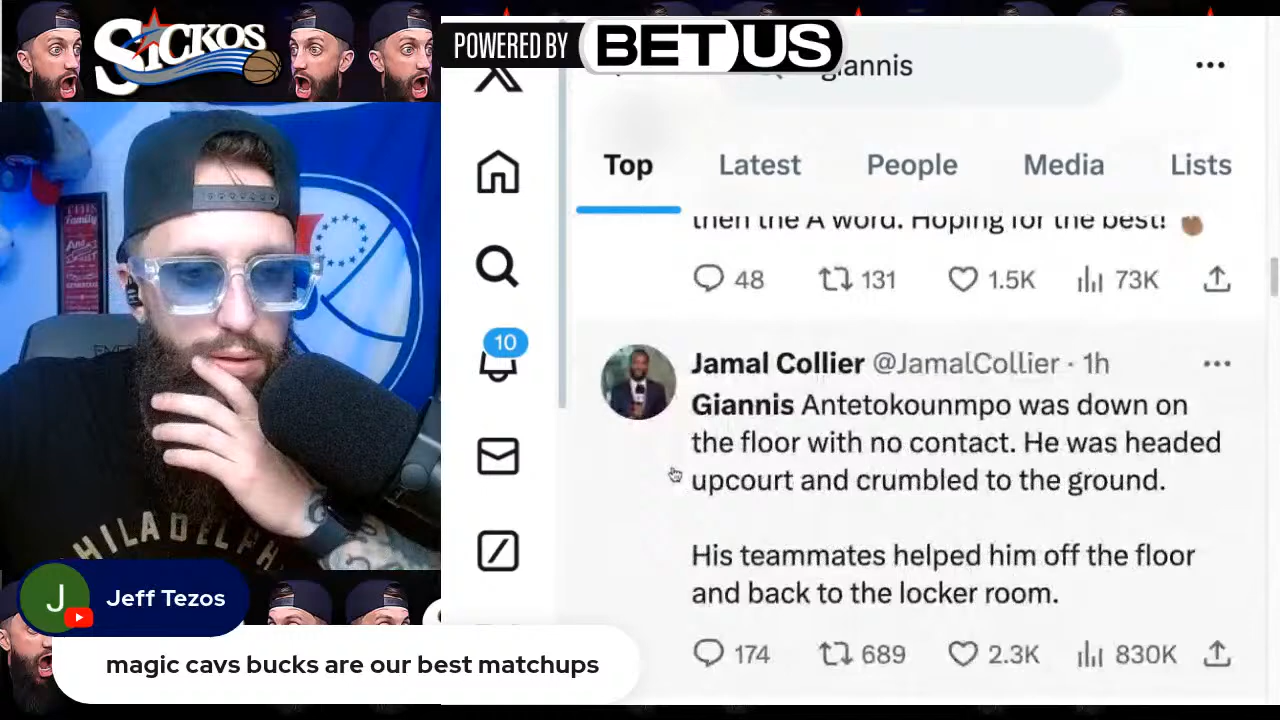 SiCKOS
POWERED BY BETUS
giannis
Top Latest People Media Lists
then the A word. Hoping for the best!
48 131 1.5K 73K
10
Jamal Collier @JamalCollier · 1h
Giannis Antetokounmpo was down on
the floor with no contact. He was headed
upcourt and crumbled to the ground.
His teammates helped him off the floor
and back to the locker room.
174 689 2.3K 830K
PHILADELPH
J Jeff Tezos
magic cavs bucks are our best matchups